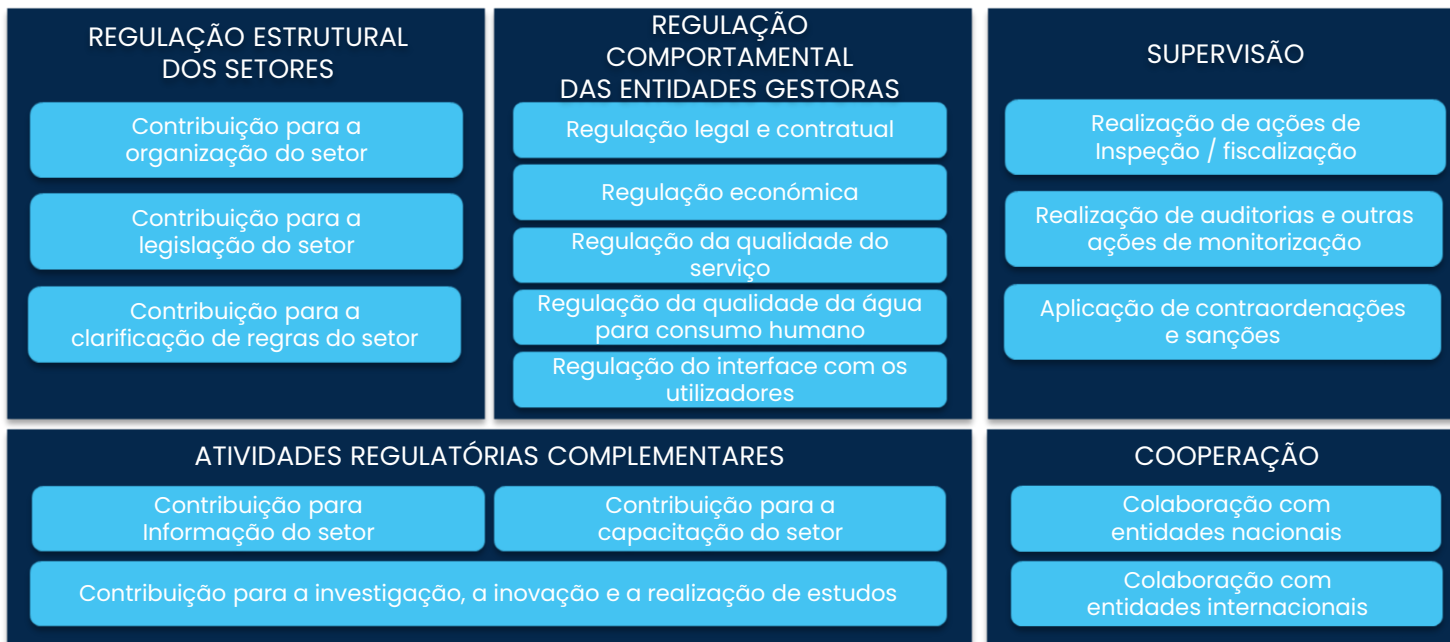 REGULAÇÃO ESTRUTURAL
DOS SETORES
Contribuição para a
organização do setor
Contribuição para a
legislação do setor
Contribuição para a
clarificação de regras do setor
REGULAÇÃO
COMPORTAMENTAL
DAS ENTIDADES GESTORAS
Regulação legal e contratual
Regulação económica
Regulação da qualidade do
serviço
Regulação da qualidade da água
para consumo humano
Regulação do interface com os
utilizadores
SUPERVISÃO
Realização de ações de
Inspeção / fiscalização
Realização de auditorias e outras
ações de monitorização
Aplicação de contraordenações
e sanções
ATIVIDADES REGULATÓRIAS COMPLEMENTARES
Contribuição para
Informação do setor
Contribuição para a
capacitação do setor
Contribuição para a investigação, a inovação e a realização de estudos
COOPERAÇÃO
Colaboração com
entidades nacionais
Colaboração com
entidades internacionais